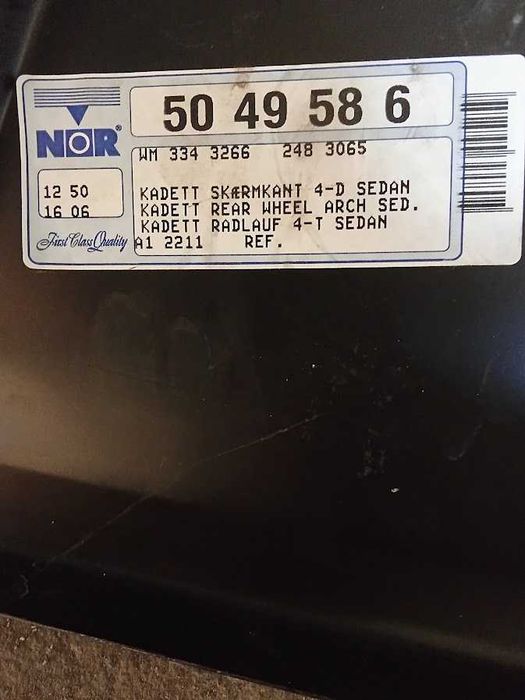 50 49 58 6
NOR®
WM 334 3266 248 3065
12 50
16 06
KADETT SKÆRMKANT 4-D SEDAN
KADETT REAR WHEEL ARCH SED.
KADETT RADLAUF 4-T SEDAN
First Class Quality
A1 2211 REF.